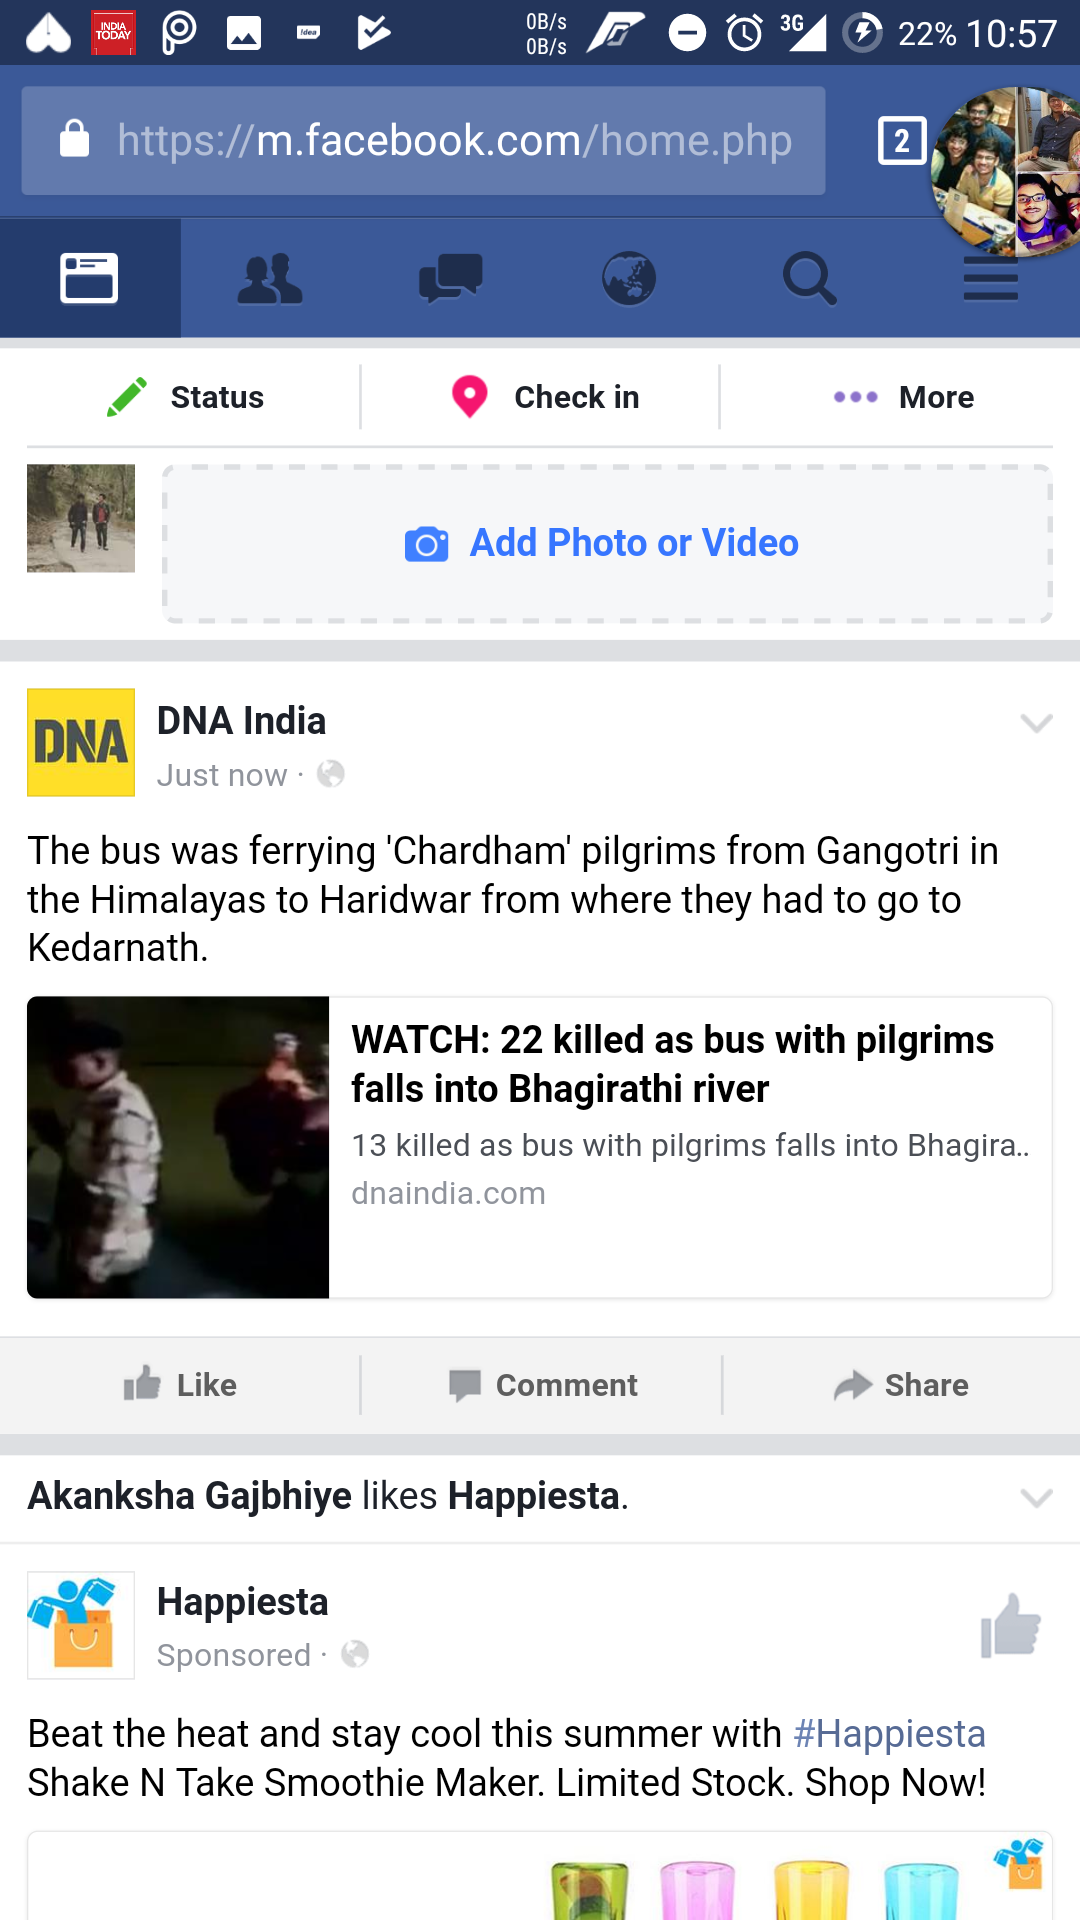 INDIA
TODAY
idea
0B/s
0B/s
3G
22% 10:57
https://m.facebook.com/home.php
2
Status
Check in
More
Add Photo or Video
DNA
DNA India
Just now ·
The bus was ferrying 'Chardham' pilgrims from Gangotri in
the Himalayas to Haridwar from where they had to go to
Kedarnath.
WATCH: 22 killed as bus with pilgrims
falls into Bhagirathi river
13 killed as bus with pilgrims falls into Bhagira..
dnaindia.com
Like
Comment
Share
Akanksha Gajbhiye likes Happiesta.
Happiesta
Sponsored ·
Beat the heat and stay cool this summer with #Happiesta
Shake N Take Smoothie Maker. Limited Stock. Shop Now!